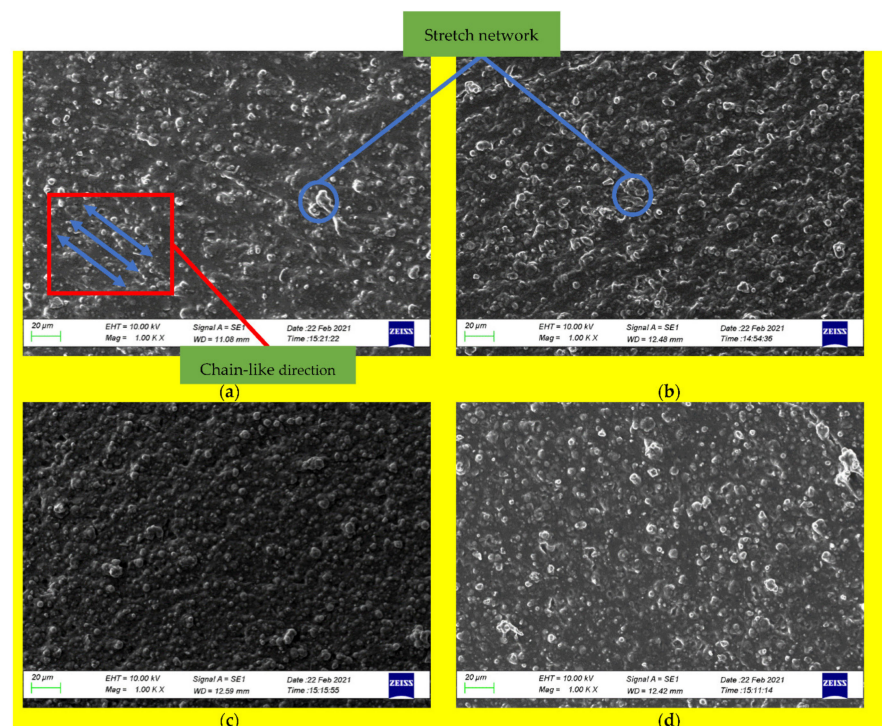 Stretch network
20 µm
EHT = 10.00 kV
Signal A = SE1
Date :22 Feb 2021
Mag = 1.00 K X
WD = 11.08 mm
Time :15:21:22
ZEISS
20 µm
EHT = 10.00 kV
Signal A = SE1
Date :22 Feb 2021
Mag = 1.00 K X
WD = 12.48 mm
Time :14:54:36
ZEISS
Chain-like direction
(a)
(b)
20 µm
EHT = 10.00 kV
Signal A = SE1
Date :22 Feb 2021
Mag = 1.00 K X
WD = 12.59 mm
Time :15:15:55
ZEISS
20 µm
EHT = 10.00 kV
Signal A = SE1
Date :22 Feb 2021
Mag = 1.00 K X
WD = 12.42 mm
Time :15:11:14
ZEISS
(c)
(d)